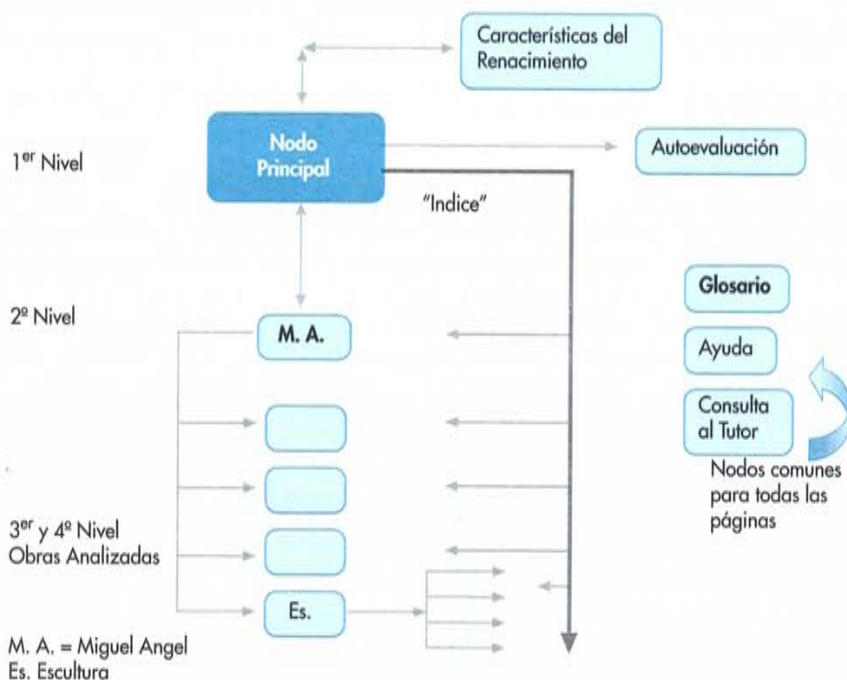 Características del
Renacimiento
Nodo
Principal
1er Nivel
Autoevaluación
"Indice"
Glosario
2º Nivel
M. A.
Ayuda
Consulta
al Tutor
Nodos comunes
para todas las
páginas
3er y 4º Nivel
Obras Analizadas
Es.
M. A. = Miguel Angel
Es. Escultura